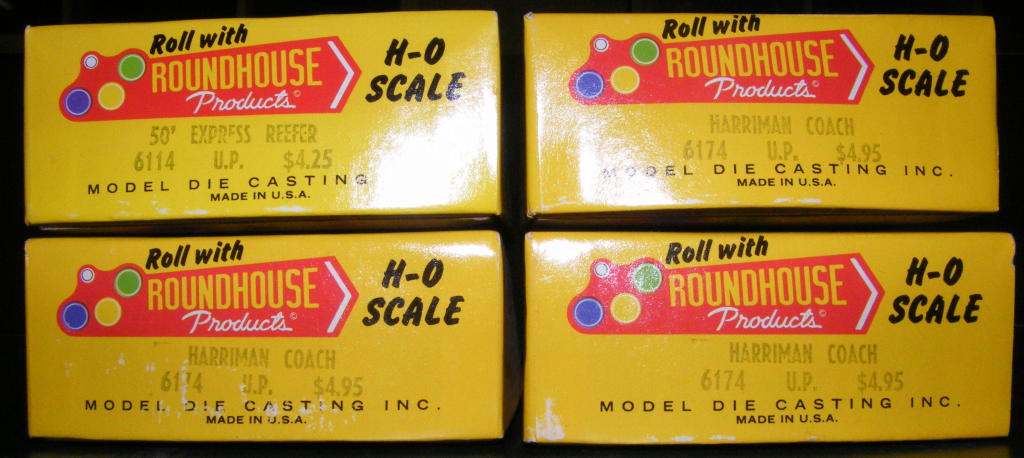 Roll with
ROUNDHOUSE
Products©
H-O
SCALE
50' EXPRESS REEFER
6114 U.P. $4.25
MODEL DIE CASTING
MADE IN U.S.A.
Roll with
ROUNDHOUSE
Products©
H-O
SCALE
HARRIMAN COACH
6174 U.P. $4.95
MODEL DIE CASTING INC.
MADE IN U.S.A.
Roll with
ROUNDHOUSE
Products©
H-O
SCALE
HARRIMAN COACH
6174 U.P. $4.95
MODEL DIE CASTING INC.
MADE IN U.S.A.
Roll with
ROUNDHOUSE
Products©
H-O
SCALE
HARRIMAN COACH
6174 U.P. $4.95
MODEL DIE CASTING INC.
MADE IN U.S.A.